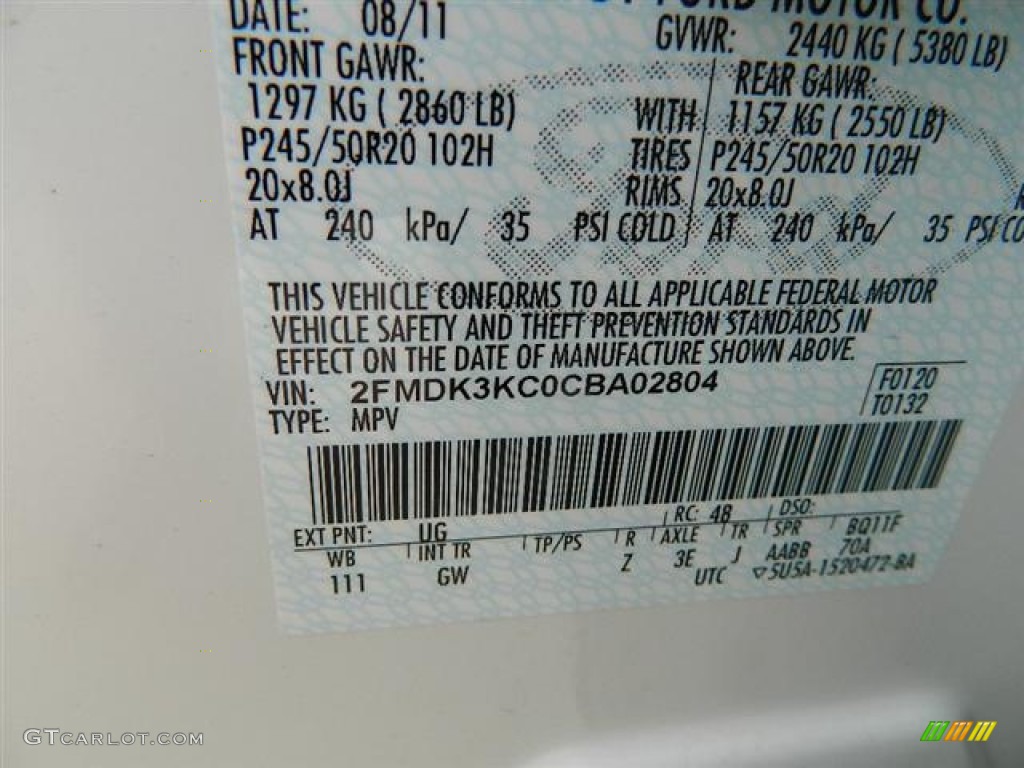 FORD MOTOR CO.
DATE: 08/11 GVWR: 2440 KG ( 5380 LB)
FRONT GAWR: REAR GAWR:
1297 KG ( 2860 LB) WITH 1157 KG ( 2550 LB)
P245/50R20 102H TIRES P245/50R20 102H
20x8.0J RIMS 20x8.0J
AT 240 kPa/ 35 PSI COLD AT 240 kPa/ 35 PSI CO
THIS VEHICLE CONFORMS TO ALL APPLICABLE FEDERAL MOTOR
VEHICLE SAFETY AND THEFT PREVENTION STANDARDS IN
EFFECT ON THE DATE OF MANUFACTURE SHOWN ABOVE.
VIN: 2FMDK3KC0CBA02804 F0120
TYPE: MPV T0132
EXT PNT: UG RC: 48 DSO:
WB INT TR TP/PS R AXLE TR SPR BQ11F
111 GW Z 3E J AABB 70A
UTC ▽5U5A-1520472-BA
GTCARLOT.COM